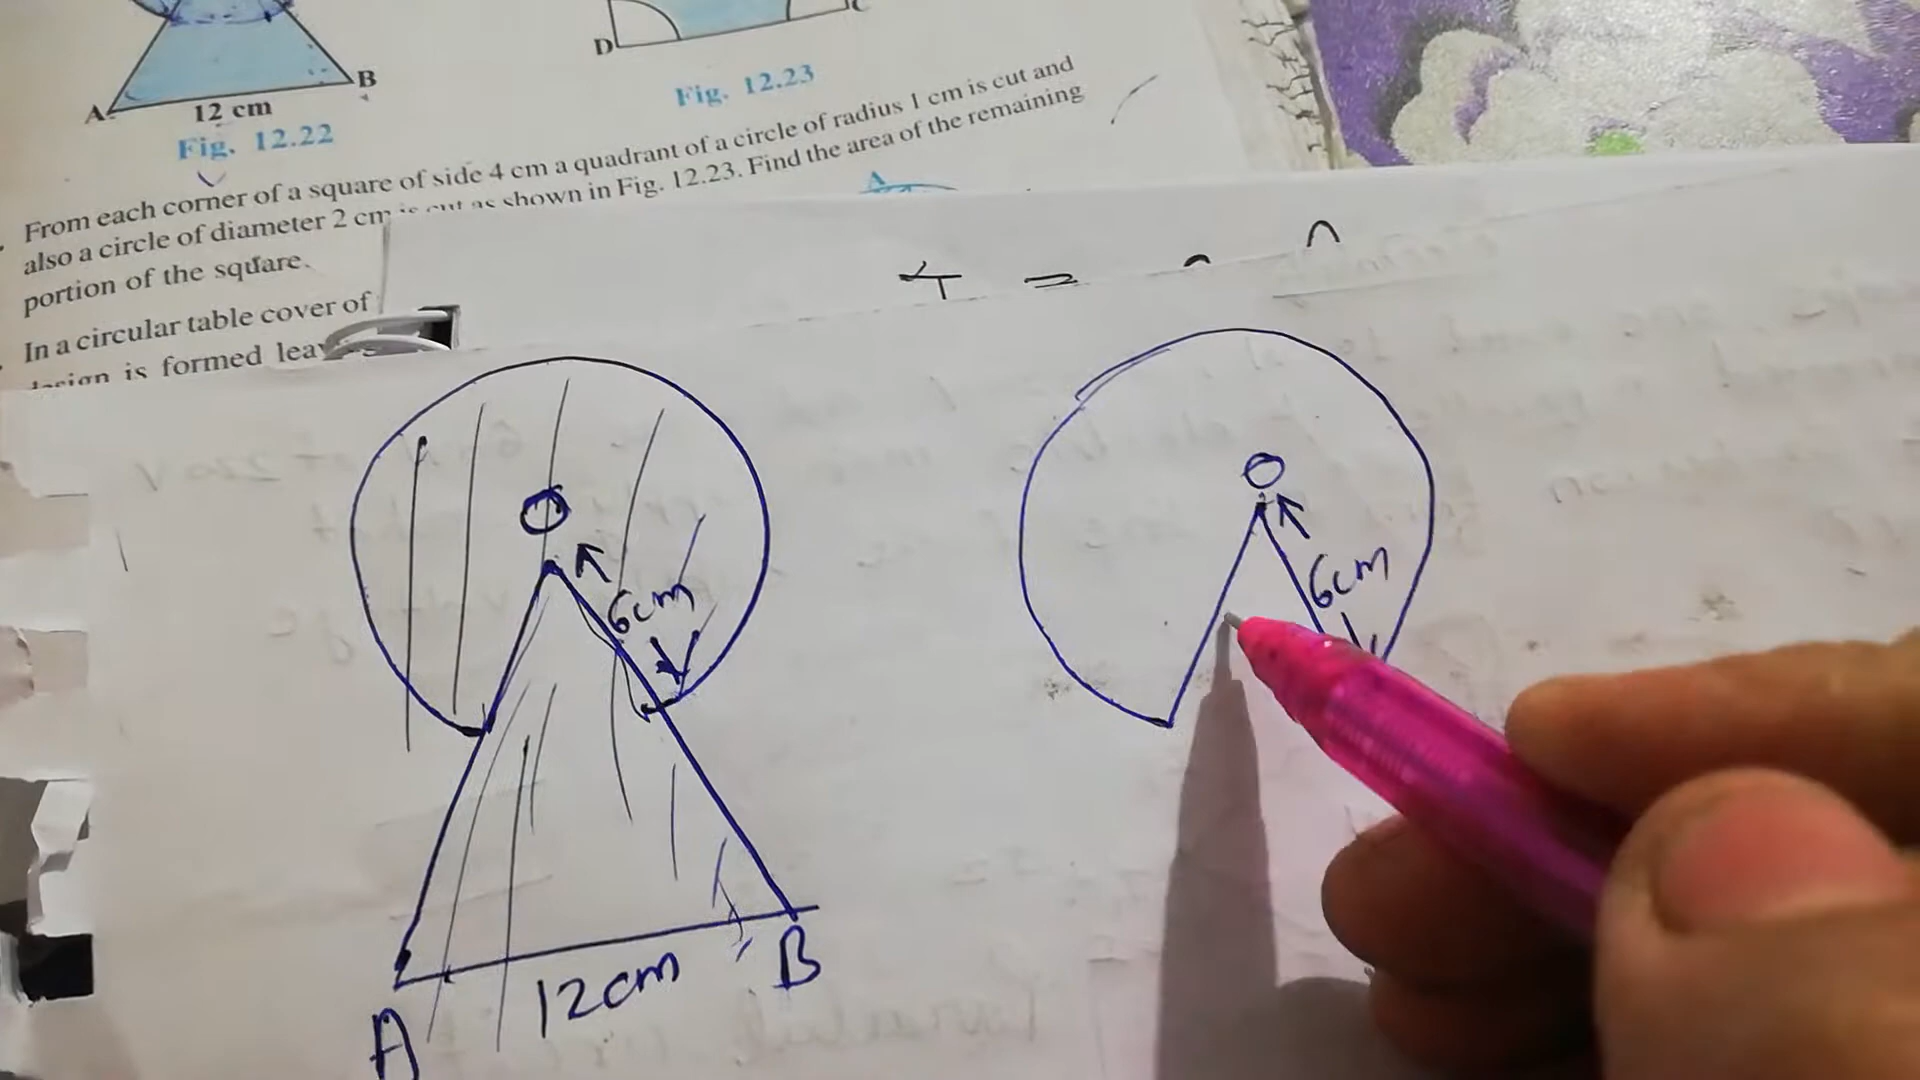 D
C
B
A
12 cm
Fig. 12.22
Fig. 12.23
From each corner of a square of side 4 cm a quadrant of a circle of radius 1 cm is cut and
also a circle of diameter 2 cm is cut as shown in Fig. 12.23. Find the area of the remaining
portion of the square.
In a circular table cover of
design is formed
A
O
6cm
A
12cm
B
O
6cm